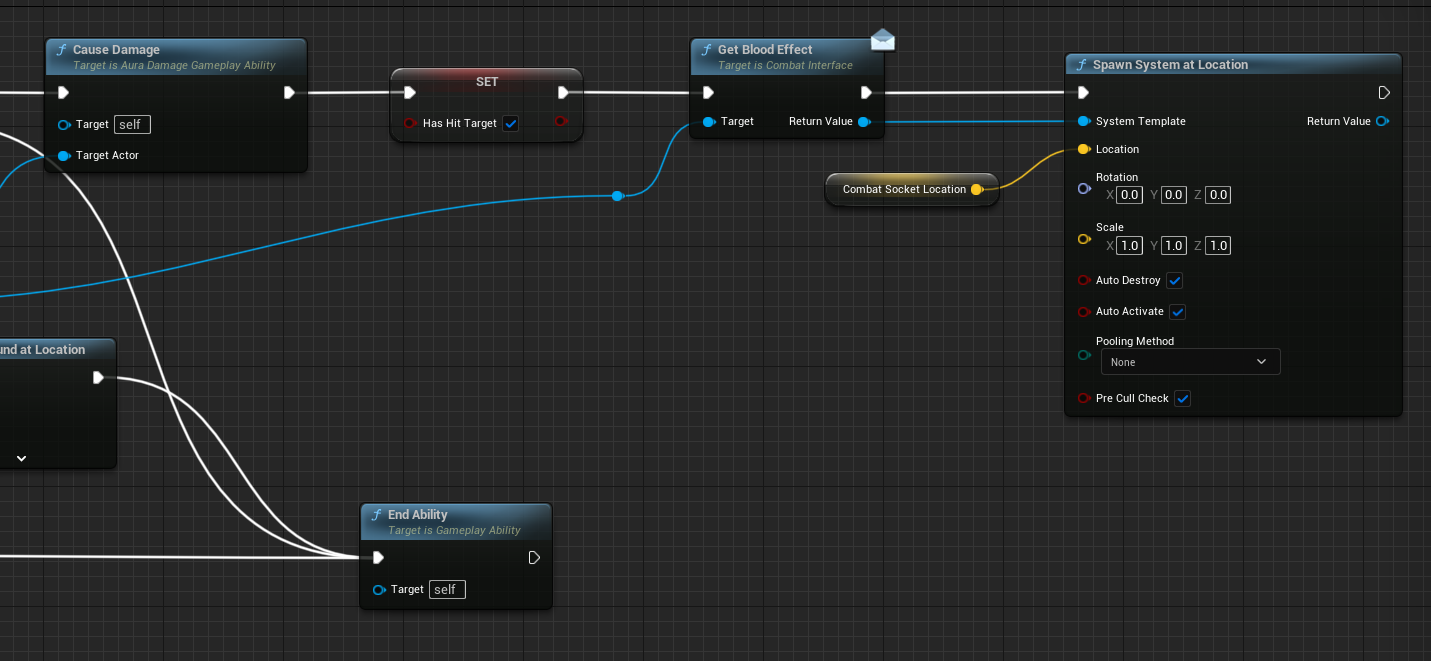 Cause Damage
Target is Aura Damage Gameplay Ability
Target self
Target Actor
SET
Has Hit Target
Get Blood Effect
Target is Combat Interface
Target Return Value
Combat Socket Location
Spawn System at Location
System Template Return Value
Location
Rotation
X 0.0 Y 0.0 Z 0.0
Scale
X 1.0 Y 1.0 Z 1.0
Auto Destroy
Auto Activate
Pooling Method
None
Pre Cull Check
und at Location
End Ability
Target is Gameplay Ability
Target self